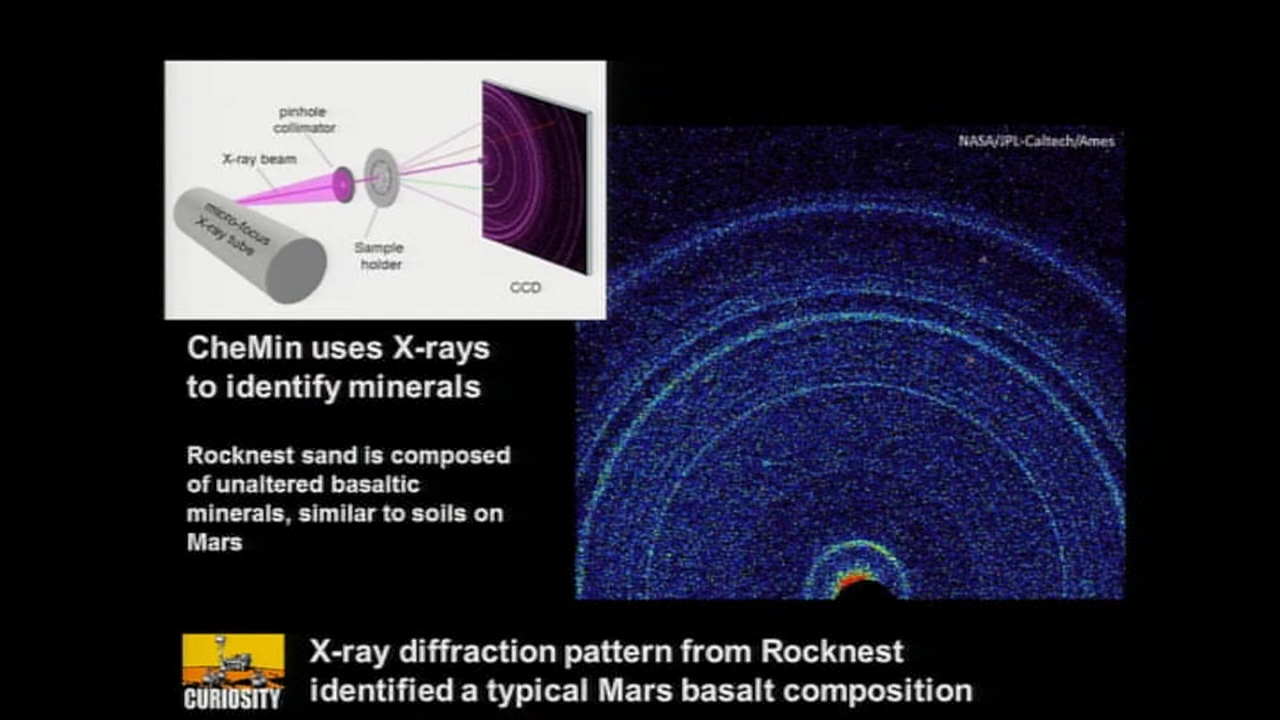 pinhole
collimator
X-ray beam
micro-focus
X-ray tube
Sample
holder
CCD
NASA/JPL-Caltech/Ames
CheMin uses X-rays
to identify minerals
Rocknest sand is composed
of unaltered basaltic
minerals, similar to soils on
Mars
CURIOSITY
X-ray diffraction pattern from Rocknest
identified a typical Mars basalt composition